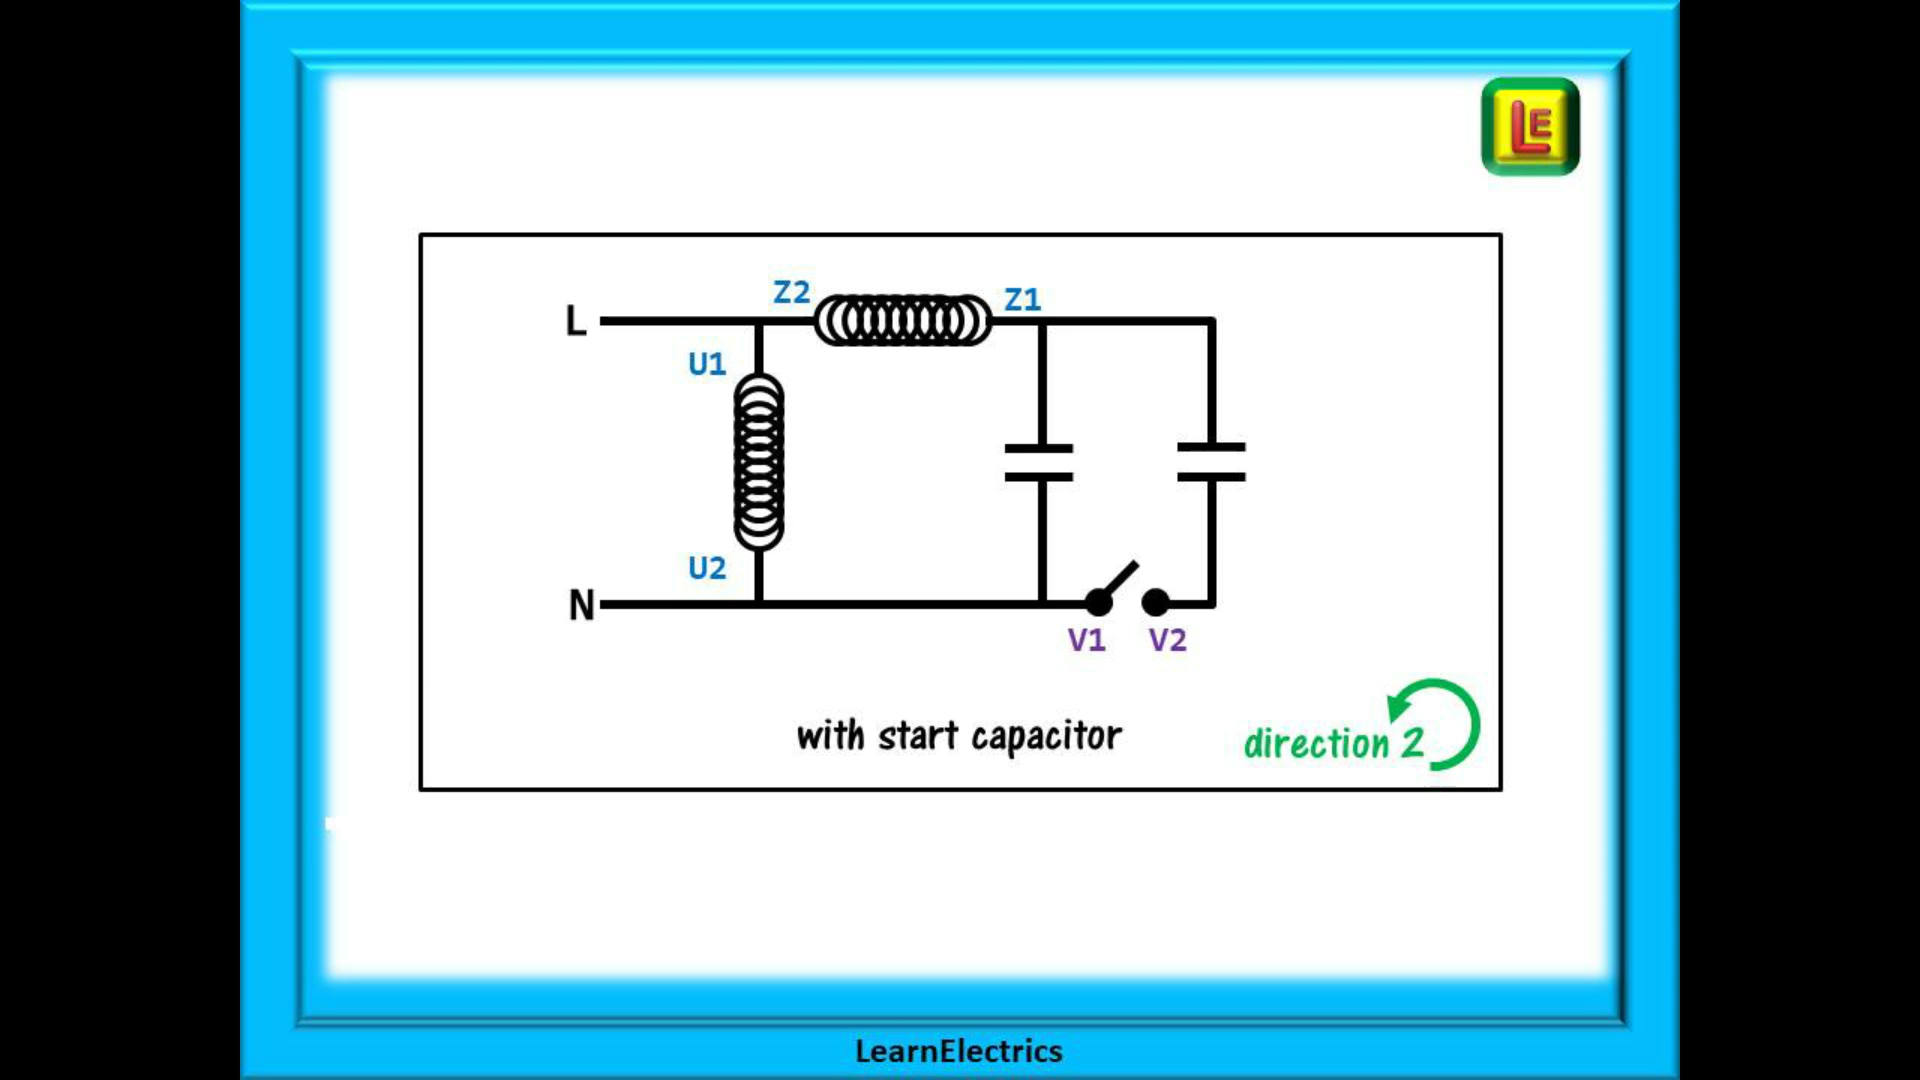 LE
Z2
Z1
L
U1
U2
N
V1
V2
with start capacitor
direction 2
LearnElectrics